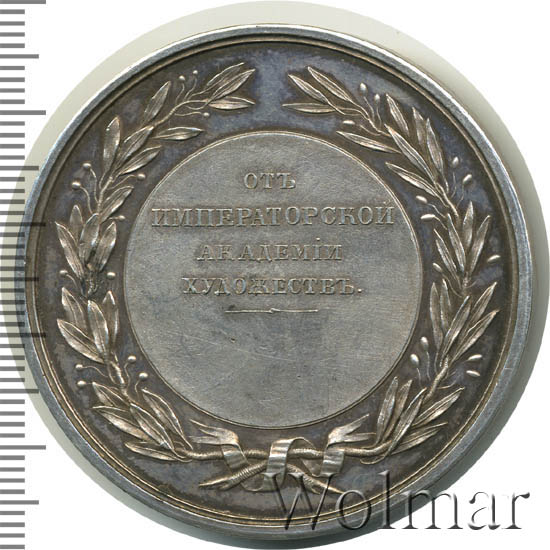 ОТЪ
ИМПЕРАТОРСКОЙ
АКАДЕМІИ
ХУДОЖЕСТВЪ.
Wolmar